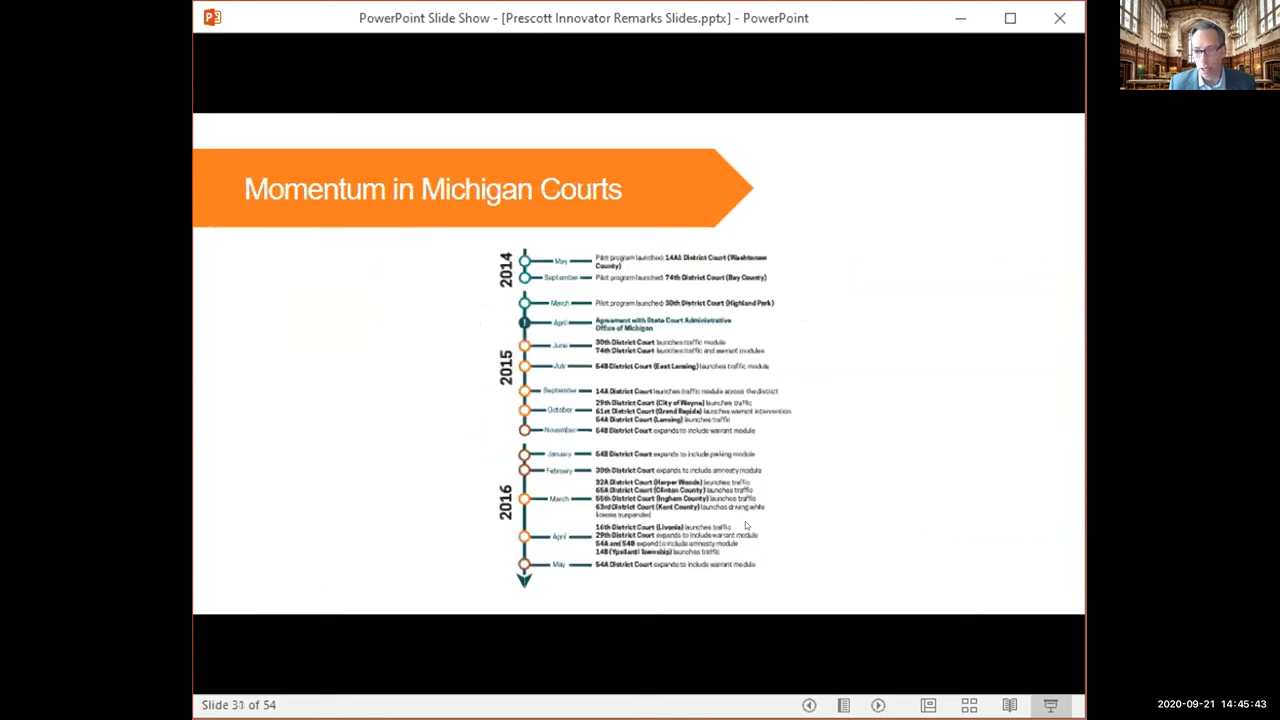 PowerPoint Slide Show - [Prescott Innovator Remarks Slides.pptx] - PowerPoint
Momentum in Michigan Courts
2014
May Pilot program launched: 14A1 District Court (Washtenaw
County)
September Pilot program launched: 74th District Court (Bay County)
2015
March Pilot program launched: 30th District Court (Highland Park)
April Agreement with State Court Administrative
Office of Michigan
June 30th District Court launches traffic module
74th District Court launches traffic and warrant modules
July 54B District Court (East Lansing) launches traffic module
September 14A District Court launches traffic module across the district
October 29th District Court (City of Wayne) launches traffic
61st District Court (Grand Rapids) launches warrant intervention
54A District Court (Lansing) launches traffic
November 54B District Court expands to include warrant module
2016
January 54B District Court expands to include parking module
February 30th District Court expands to include amnesty module
March 32A District Court (Harper Woods) launches traffic
65A District Court (Clinton County) launches traffic
55th District Court (Ingham County) launches traffic
63rd District Court (Kent County) launches driving while
license suspended
April 16th District Court (Livonia) launches traffic
29th District Court expands to include warrant module
54A and 54B expand to include amnesty module
14B (Ypsilanti Township) launches traffic
May 54A District Court expands to include warrant module
Slide 31 of 54
2020-09-21 14:45:43